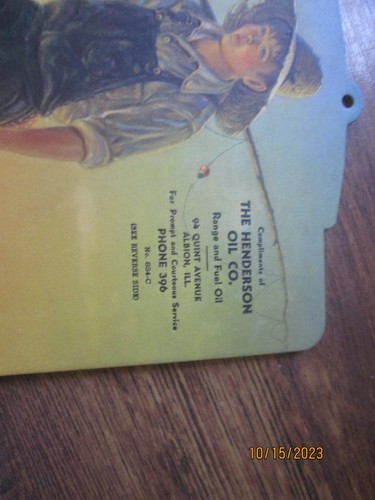 Compliments of
THE HENDERSON
OIL CO.
Range and Fuel Oil
94 QUINT AVENUE
ALBION, ILL.
For Prompt and Courteous Service
PHONE 396
No. 654-C
(SEE REVERSE SIDE)
10/15/2023